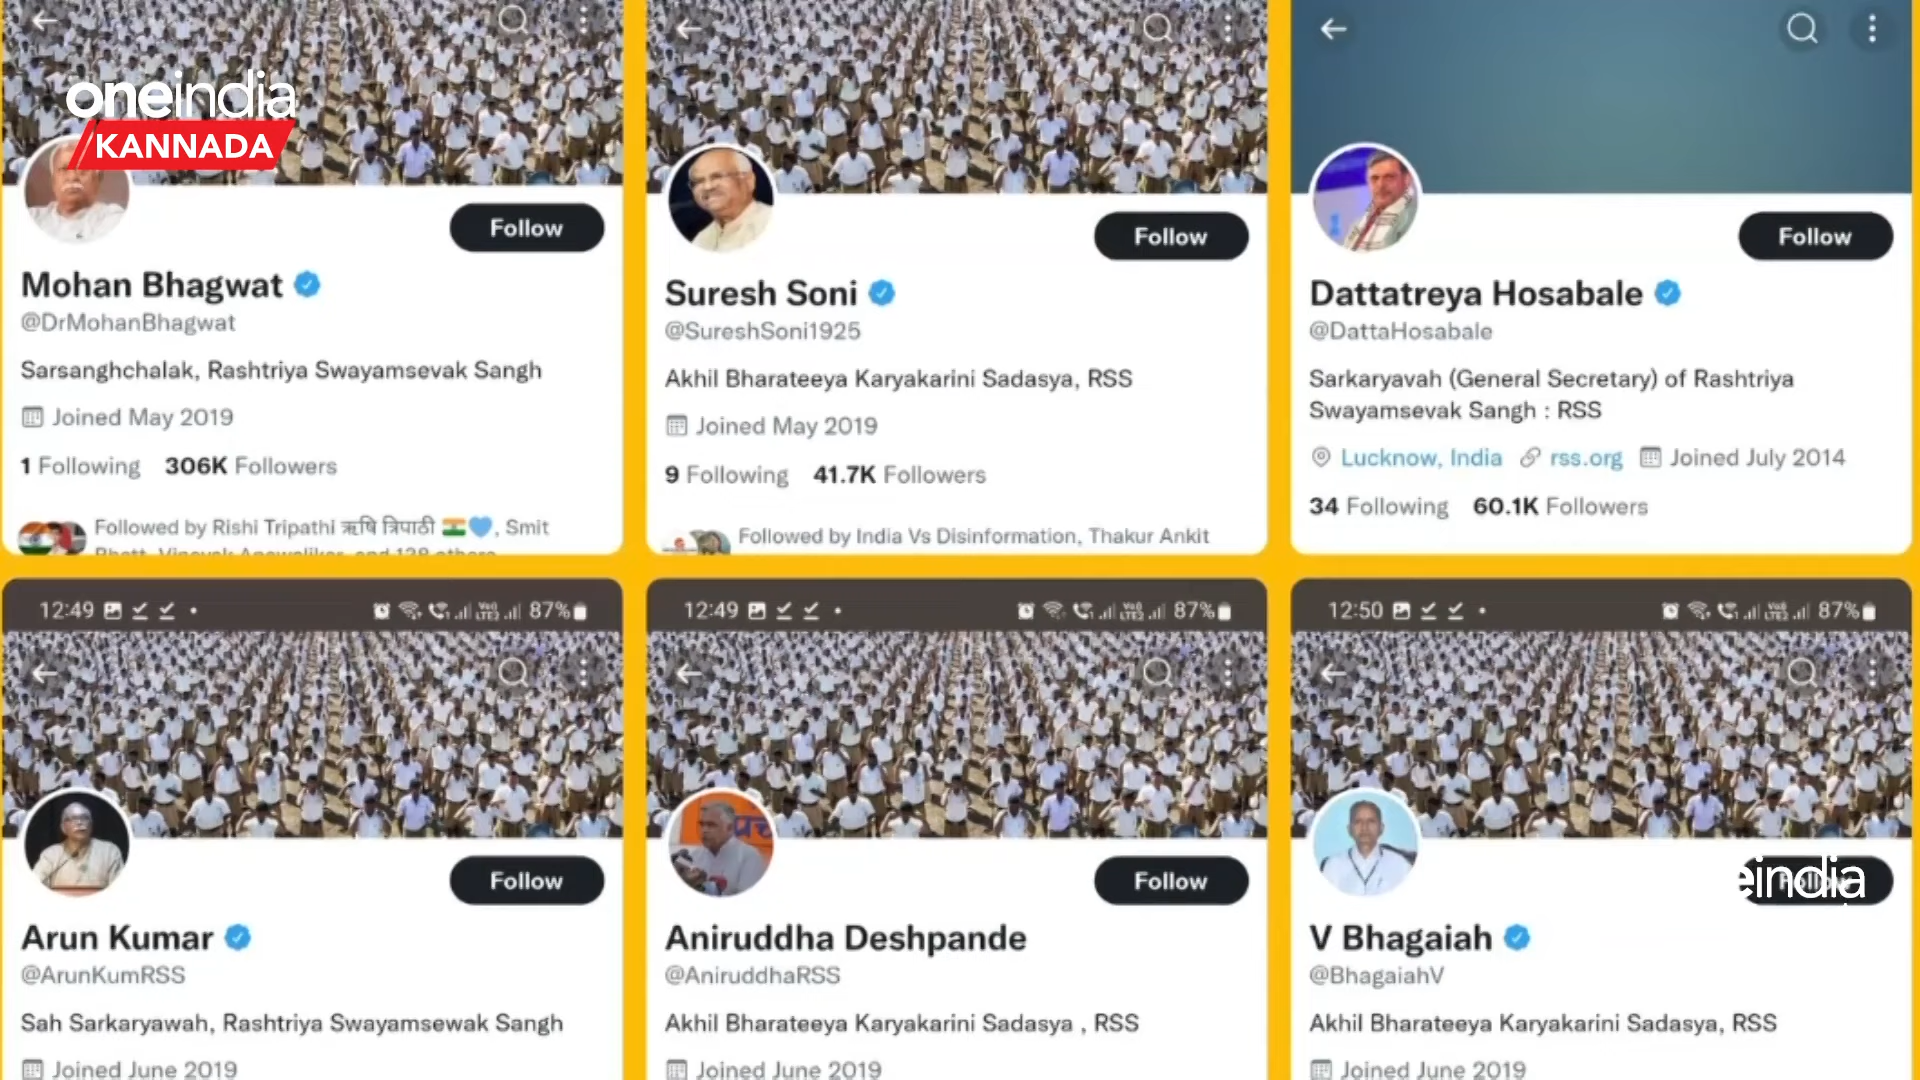 oneindia
KANNADA
Follow
Mohan Bhagwat
@DrMohanBhagwat
Sarsanghchalak, Rashtriya Swayamsevak Sangh
Joined May 2019
1 Following 306K Followers
Followed by Rishi Tripathi ऋषि त्रिपाठी 🇮🇳💙, Smit
Follow
Suresh Soni
@SureshSoni1925
Akhil Bharateeya Karyakarini Sadasya, RSS
Joined May 2019
9 Following 41.7K Followers
Followed by India Vs Disinformation, Thakur Ankit
Follow
Dattatreya Hosabale
@DattaHosabale
Sarkaryavah (General Secretary) of Rashtriya
Swayamsevak Sangh : RSS
Lucknow, India rss.org Joined July 2014
34 Following 60.1K Followers
12:49 87%
Follow
Arun Kumar
@ArunKumRSS
Sah Sarkaryawah, Rashtriya Swayamsewak Sangh
Joined June 2019
12:49 87%
Follow
Aniruddha Deshpande
@AniruddhaRSS
Akhil Bharateeya Karyakarini Sadasya , RSS
Joined June 2019
12:50 87%
eindia
V Bhagaiah
@BhagaiahV
Akhil Bharateeya Karyakarini Sadasya, RSS
Joined June 2019